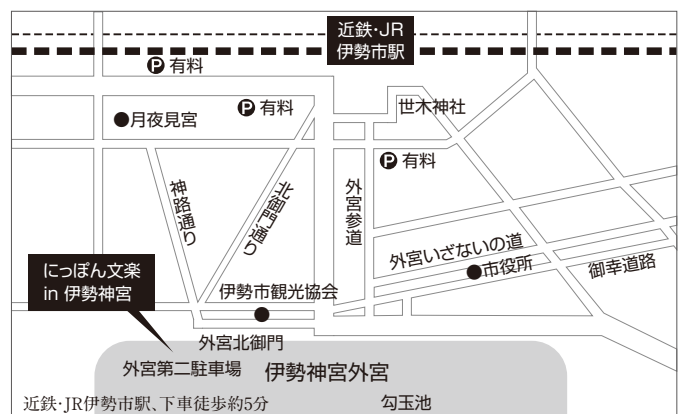 近鉄・JR
伊勢市駅
P 有料
P 有料
世木神社
●月夜見宮
P 有料
神路通り
北御門通り
外宮参道
外宮いざないの道
●市役所
御幸道路
にっぽん文楽
in 伊勢神宮
伊勢市観光協会
外宮北御門
外宮第二駐車場
伊勢神宮外宮
近鉄・JR伊勢市駅、下車徒歩約5分
勾玉池